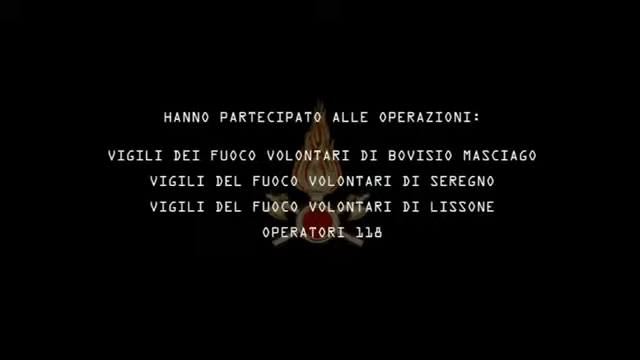 HANNO PARTECIPATO ALLE OPERAZIONI:
VIGILI DEI FUOCO VOLONTARI DI BOVISIO MASCIAGO
VIGILI DEL FUOCO VOLONTARI DI SEREGNO
VIGILI DEL FUOCO VOLONTARI DI LISSONE
OPERATORI 118